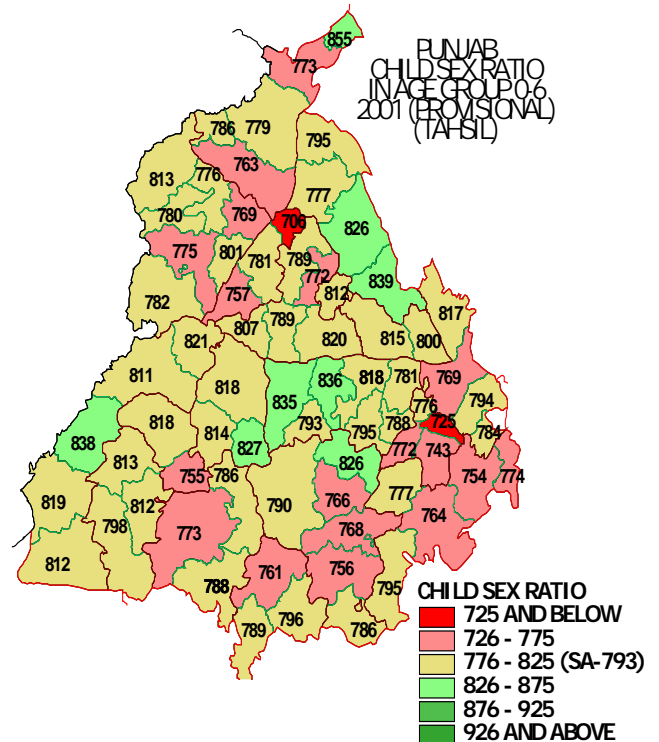 855
PUNJAB
773
CHILD SEX RATIO
IN AGE GROUP 0-6
2001 (PROVISIONAL)
(TAHSIL)
786 779
795
763
813 776
777
780 769
706
826
775 801 781 789
772 839
782 757 812
817
807 789
821 820 815 800
811 818 836 818 781 769
835 776 794
838 818 814 793 795 788 725
827 784
813 772 743
826
755 786 754 774
819 812 790 766 777
798 773 768 764
812
788 761 756 795
789 796 786
CHILD SEX RATIO
725 AND BELOW
726 - 775
776 - 825 (SA-793)
826 - 875
876 - 925
926 AND ABOVE